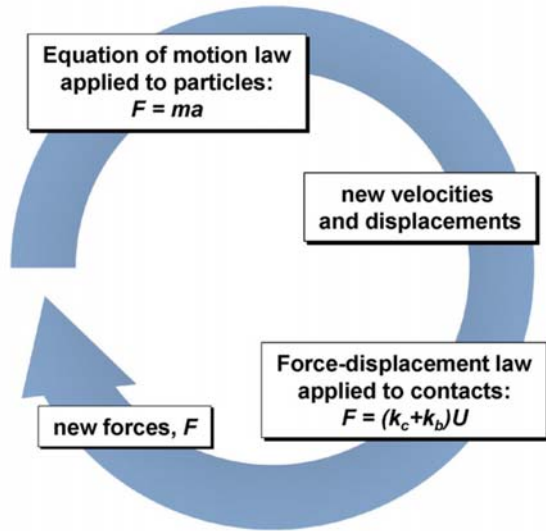 Equation of motion law
applied to particles:
F = ma
new velocities
and displacements
Force-displacement law
applied to contacts:
F = (kc+kb)U
new forces, F